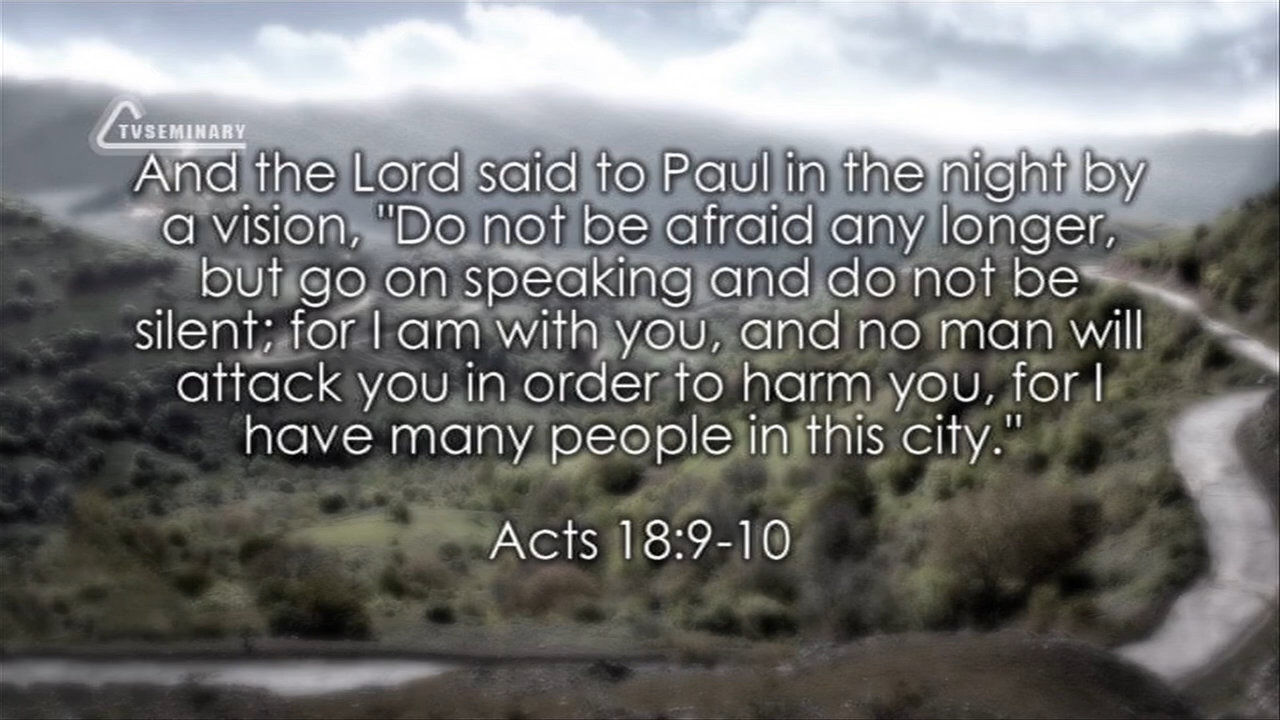 TVSEMINARY
And the Lord said to Paul in the night by
a vision, "Do not be afraid any longer,
but go on speaking and do not be
silent; for I am with you, and no man will
attack you in order to harm you, for I
have many people in this city."
Acts 18:9-10